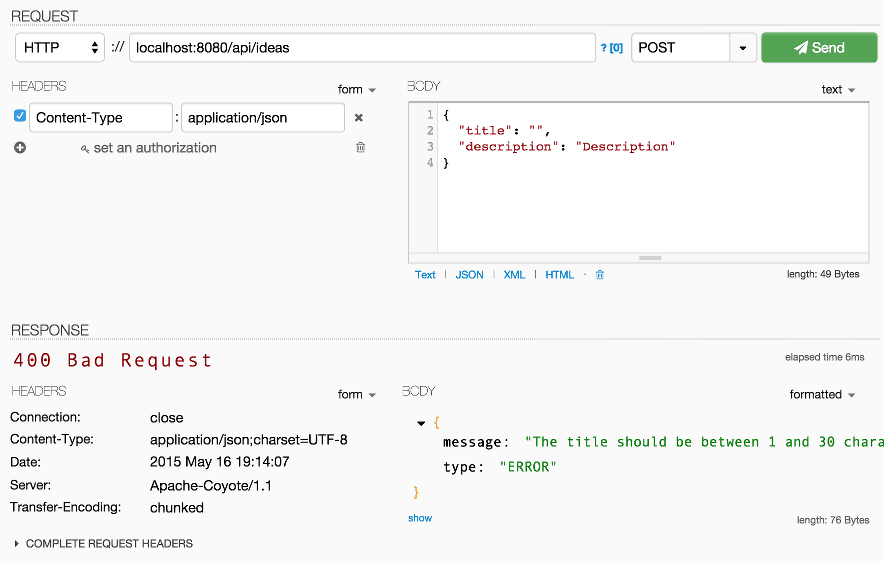 REQUEST
HTTP :// localhost:8080/api/ideas ? [0] POST Send
HEADERS form
Content-Type : application/json
set an authorization
BODY text
1 {
2 "title": "",
3 "description": "Description"
4 }
Text | JSON | XML | HTML - length: 49 Bytes
RESPONSE
400 Bad Request elapsed time 6ms
HEADERS form
Connection: close
Content-Type: application/json;charset=UTF-8
Date: 2015 May 16 19:14:07
Server: Apache-Coyote/1.1
Transfer-Encoding: chunked
BODY formatted
{
message: "The title should be between 1 and 30 chara
type: "ERROR"
}
show length: 76 Bytes
COMPLETE REQUEST HEADERS